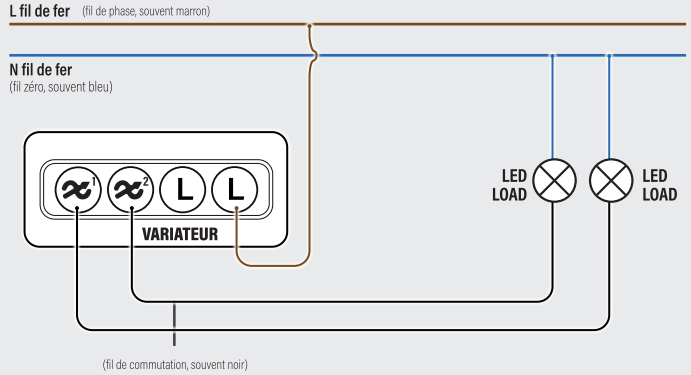 L fil de fer (fil de phase, souvent marron)
N fil de fer
(fil zéro, souvent bleu)
1 2 L L
VARIATEUR
LED
LOAD
LED
LOAD
(fil de commutation, souvent noir)